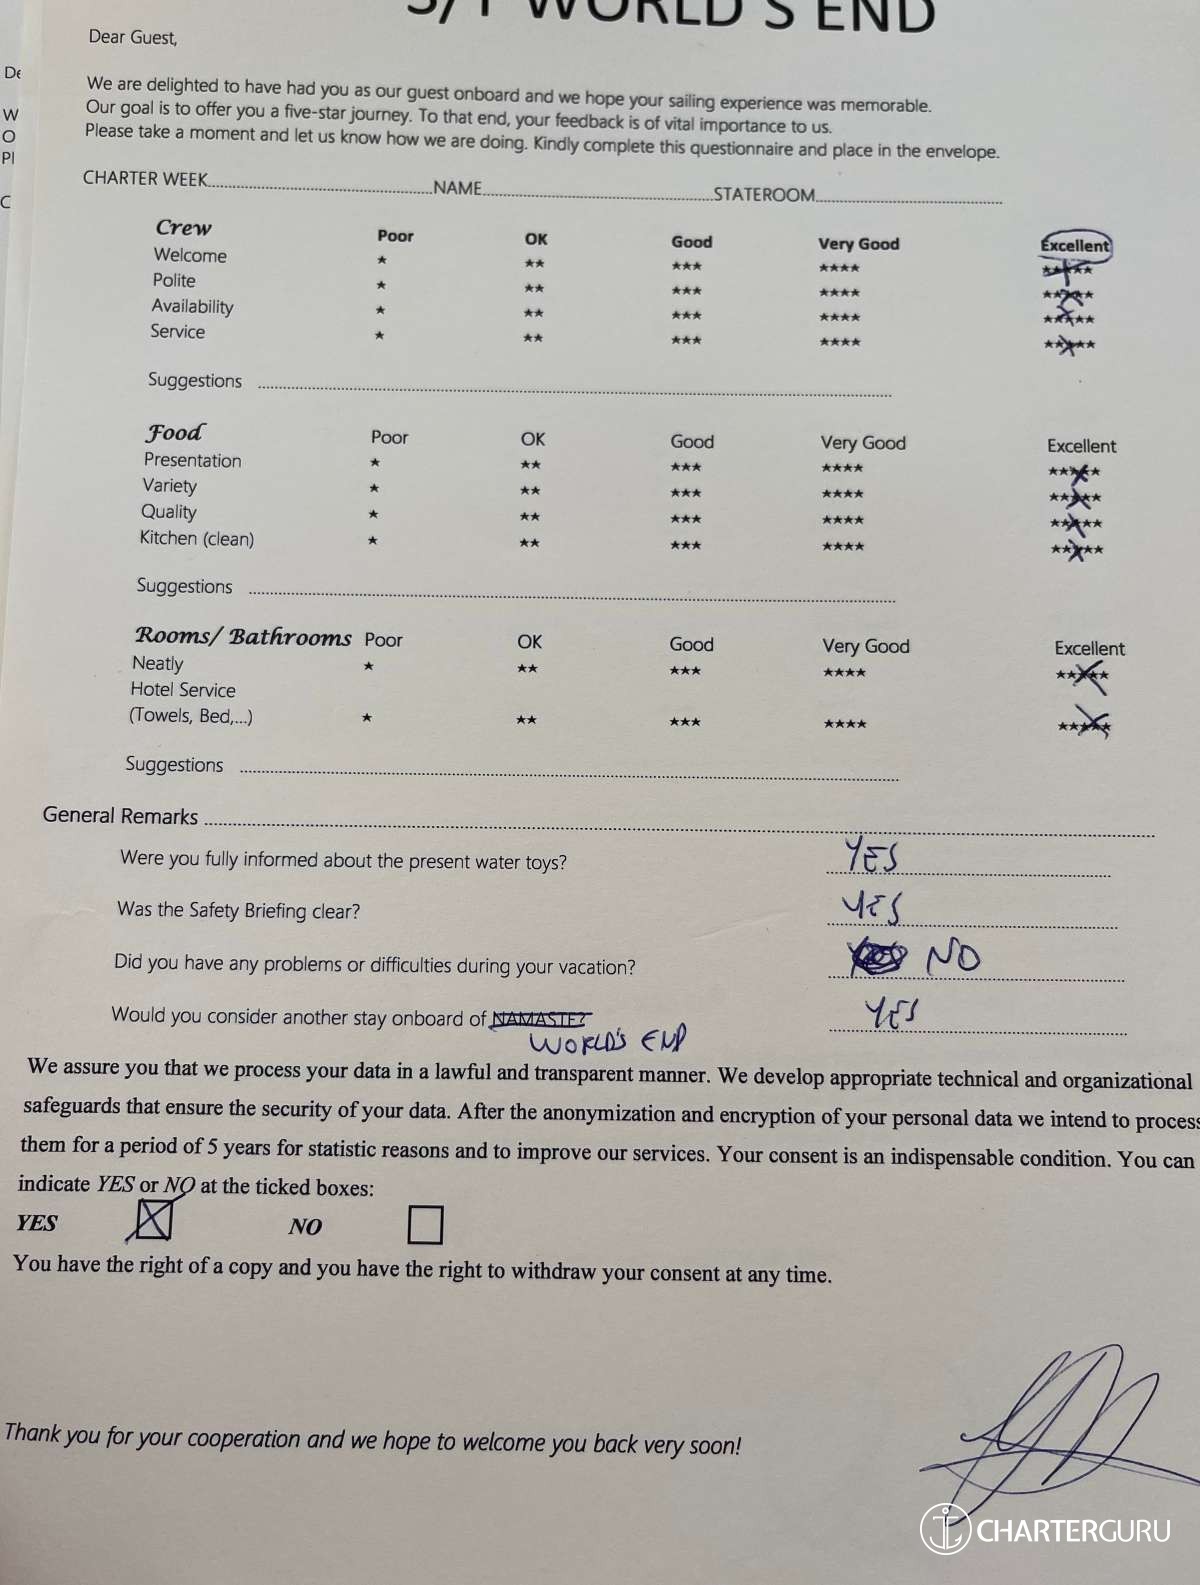 S/Y WORLD'S END
Dear Guest,
We are delighted to have had you as our guest onboard and we hope your sailing experience was memorable.
Our goal is to offer you a five-star journey. To that end, your feedback is of vital importance to us.
Please take a moment and let us know how we are doing. Kindly complete this questionnaire and place in the envelope.
CHARTER WEEK NAME STATEROOM
Crew Poor OK Good Very Good Excellent
Welcome ★ ★★ ★★★ ★★★★ ★★★★★
Polite ★ ★★ ★★★ ★★★★ ★★★★★
Availability ★ ★★ ★★★ ★★★★ ★★★★★
Service ★ ★★ ★★★ ★★★★ ★★★★★
Suggestions
Food Poor OK Good Very Good Excellent
Presentation ★ ★★ ★★★ ★★★★ ★★★★★
Variety ★ ★★ ★★★ ★★★★ ★★★★★
Quality ★ ★★ ★★★ ★★★★ ★★★★★
Kitchen (clean) ★ ★★ ★★★ ★★★★ ★★★★★
Suggestions
Rooms/ Bathrooms Poor OK Good Very Good Excellent
Neatly ★ ★★ ★★★ ★★★★ ★★★★★
Hotel Service
(Towels, Bed,...) ★ ★★ ★★★ ★★★★ ★★★★★
Suggestions
General Remarks
Were you fully informed about the present water toys? YES
Was the Safety Briefing clear? YES
Did you have any problems or difficulties during your vacation? NO
Would you consider another stay onboard of NAMASTE? YES
WORLD'S END
We assure you that we process your data in a lawful and transparent manner. We develop appropriate technical and organizational
safeguards that ensure the security of your data. After the anonymization and encryption of your personal data we intend to process
them for a period of 5 years for statistic reasons and to improve our services. Your consent is an indispensable condition. You can
indicate YES or NO at the ticked boxes:
YES NO
You have the right of a copy and you have the right to withdraw your consent at any time.
Thank you for your cooperation and we hope to welcome you back very soon!
CHARTERGURU